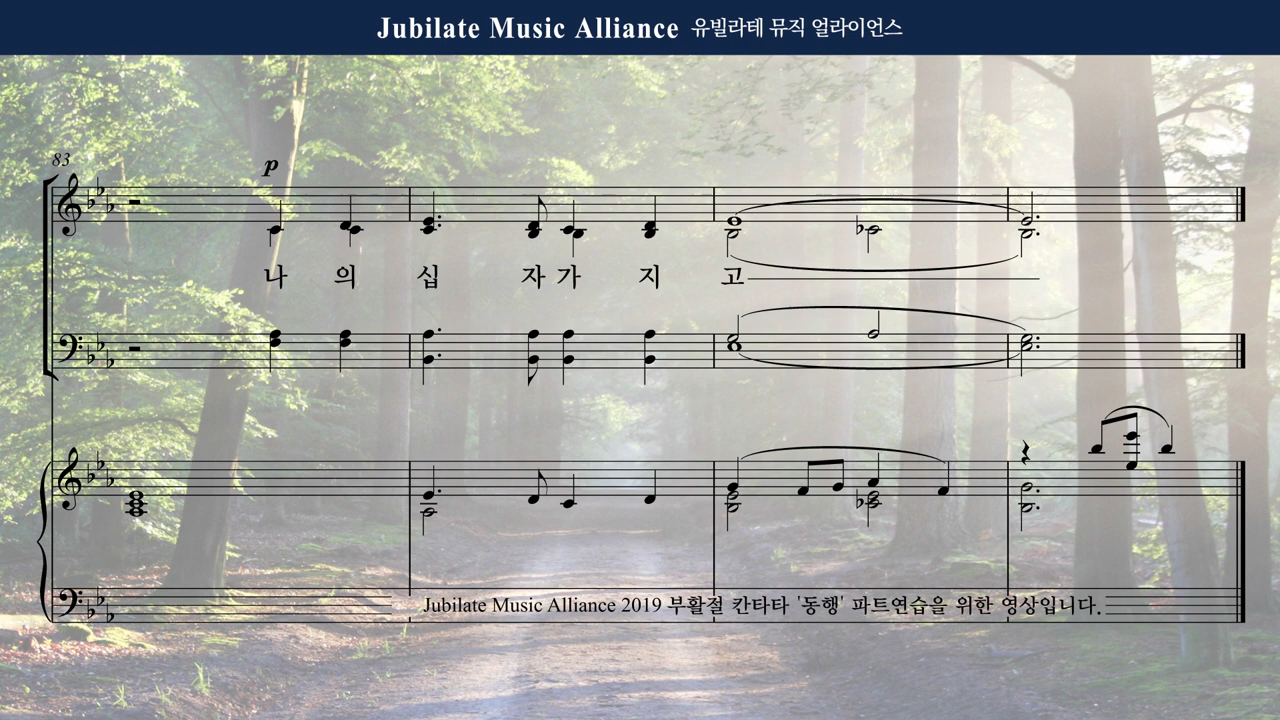 Jubilate Music Alliance 유빌라테 뮤직 얼라이언스
83
p
나 의 십 자 가 지 고
Jubilate Music Alliance 2019 부활절 칸타타 '동행' 파트연습을 위한 영상입니다.